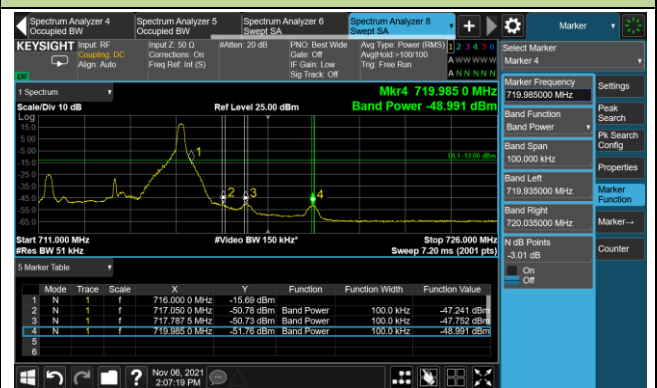 Spectrum Analyzer 4
Occupied BW
Spectrum Analyzer 5
Occupied BW
Spectrum Analyzer 6
Swept SA
Spectrum Analyzer 8
Swept SA
Marker
KEYSIGHT
Input: RF
Coupling: DC
Align: Auto
Input Z: 50 Ω
Corrections: On
Freq Ref: Int (S)
#Atten: 20 dB
PNO: Best Wide
Gate: Off
IF Gain: Low
Sig Track: Off
Avg Type: Power (RMS)
Avg|Hold:>100/100
Trig: Free Run
1 2 3 4 5 6
A W W W W W
A N N N N N
Select Marker
Marker 4
Marker Frequency
719.985000 MHz
Band Function
Band Power
Band Span
100.000 kHz
Band Left
719.935000 MHz
Band Right
720.035000 MHz
N dB Points
-3.01 dB
On
Off
Settings
Peak
Search
Pk Search
Config
Properties
Marker
Function
Marker→
Counter
1 Spectrum
Scale/Div 10 dB
Ref Level 25.00 dBm
Mkr4 719.985 0 MHz
Band Power -48.991 dBm
Log
15.0
5.00
-5.00
-15.0
-25.0
-35.0
-45.0
-55.0
-65.0
DL1 -13.00 dBm
1
2
3
4
Start 711.000 MHz
#Res BW 51 kHz
#Video BW 150 kHz*
Stop 726.000 MHz
Sweep 7.20 ms (2001 pts)
5 Marker Table
Mode Trace Scale X Y Function Function Width Function Value
1 N 1 f 716.000 0 MHz -15.69 dBm
2 N 1 f 717.050 0 MHz -50.78 dBm Band Power 100.0 kHz -47.241 dBm
3 N 1 f 717.787 5 MHz -50.73 dBm Band Power 100.0 kHz -47.752 dBm
4 N 1 f 719.985 0 MHz -51.76 dBm Band Power 100.0 kHz -48.991 dBm
5
6
Nov 06, 2021
2:07:19 PM